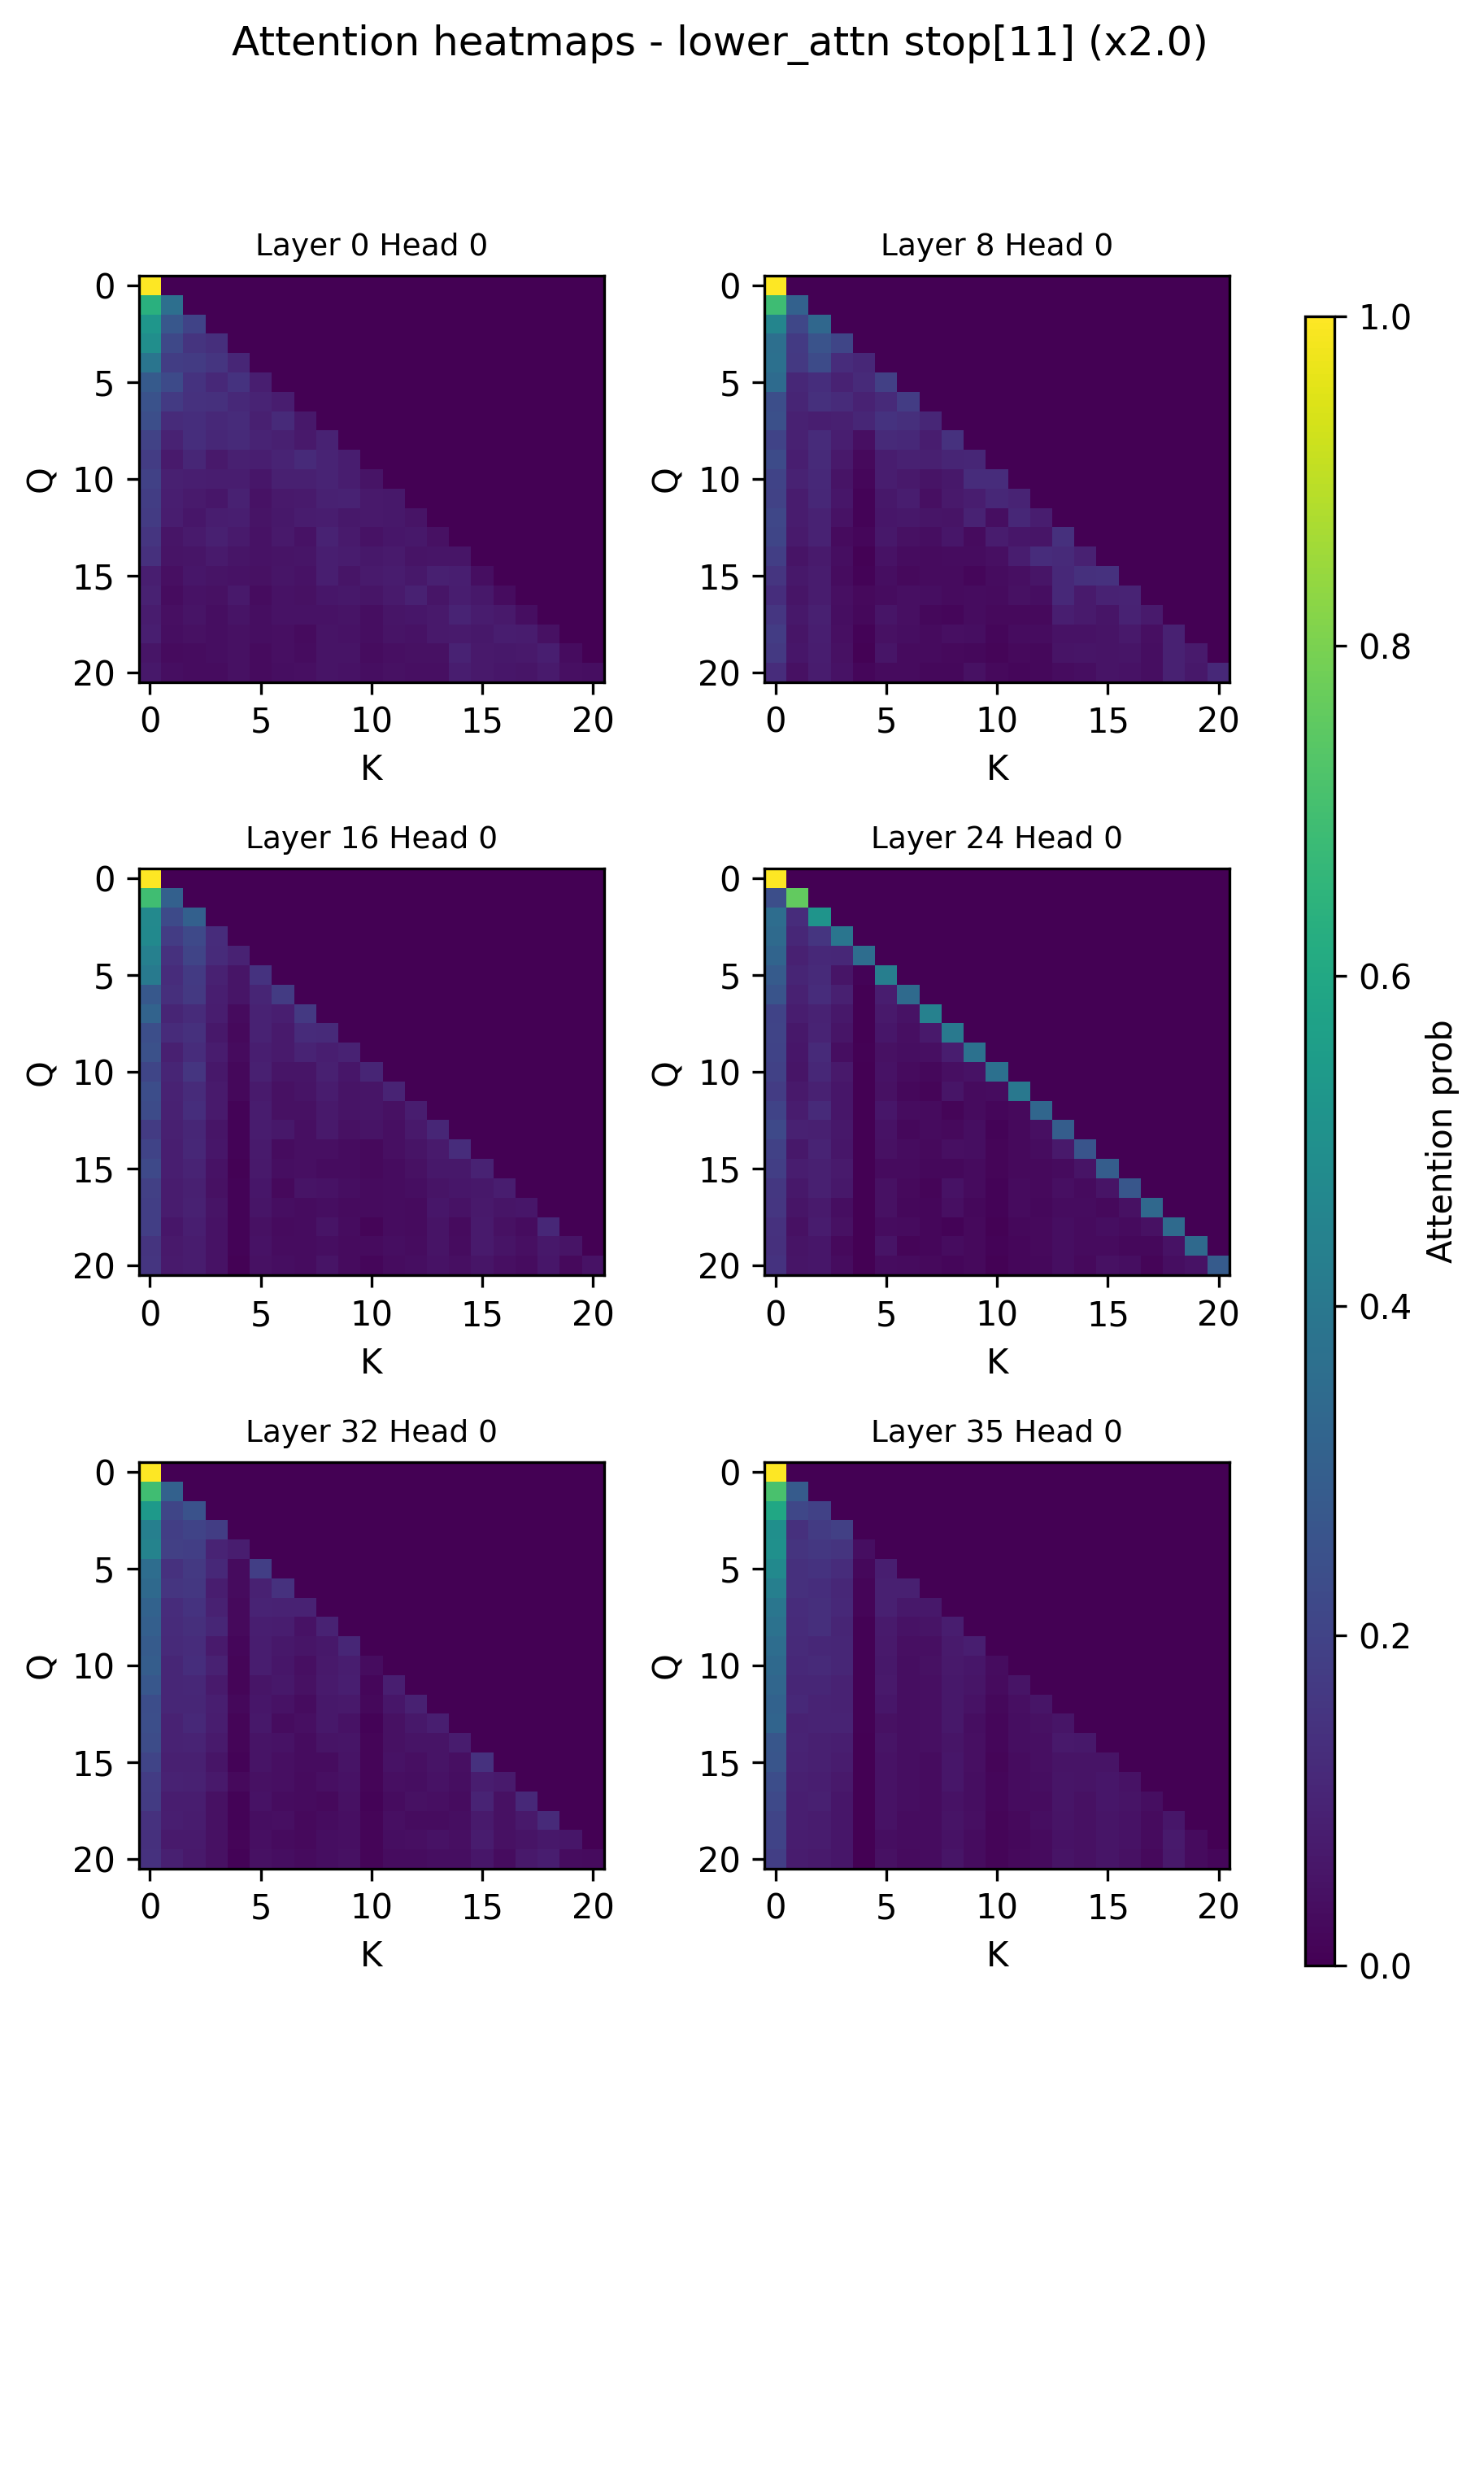 Attention heatmaps - lower_attn stop[11] (x2.0)
Layer 0 Head 0
0
5
10
15
20
Q
0 5 10 15 20
K
Layer 8 Head 0
0
5
10
15
20
Q
0 5 10 15 20
K
Layer 16 Head 0
0
5
10
15
20
Q
0 5 10 15 20
K
Layer 24 Head 0
0
5
10
15
20
Q
0 5 10 15 20
K
Layer 32 Head 0
0
5
10
15
20
Q
0 5 10 15 20
K
Layer 35 Head 0
0
5
10
15
20
Q
0 5 10 15 20
K
1.0
0.8
0.6
0.4
0.2
0.0
Attention prob